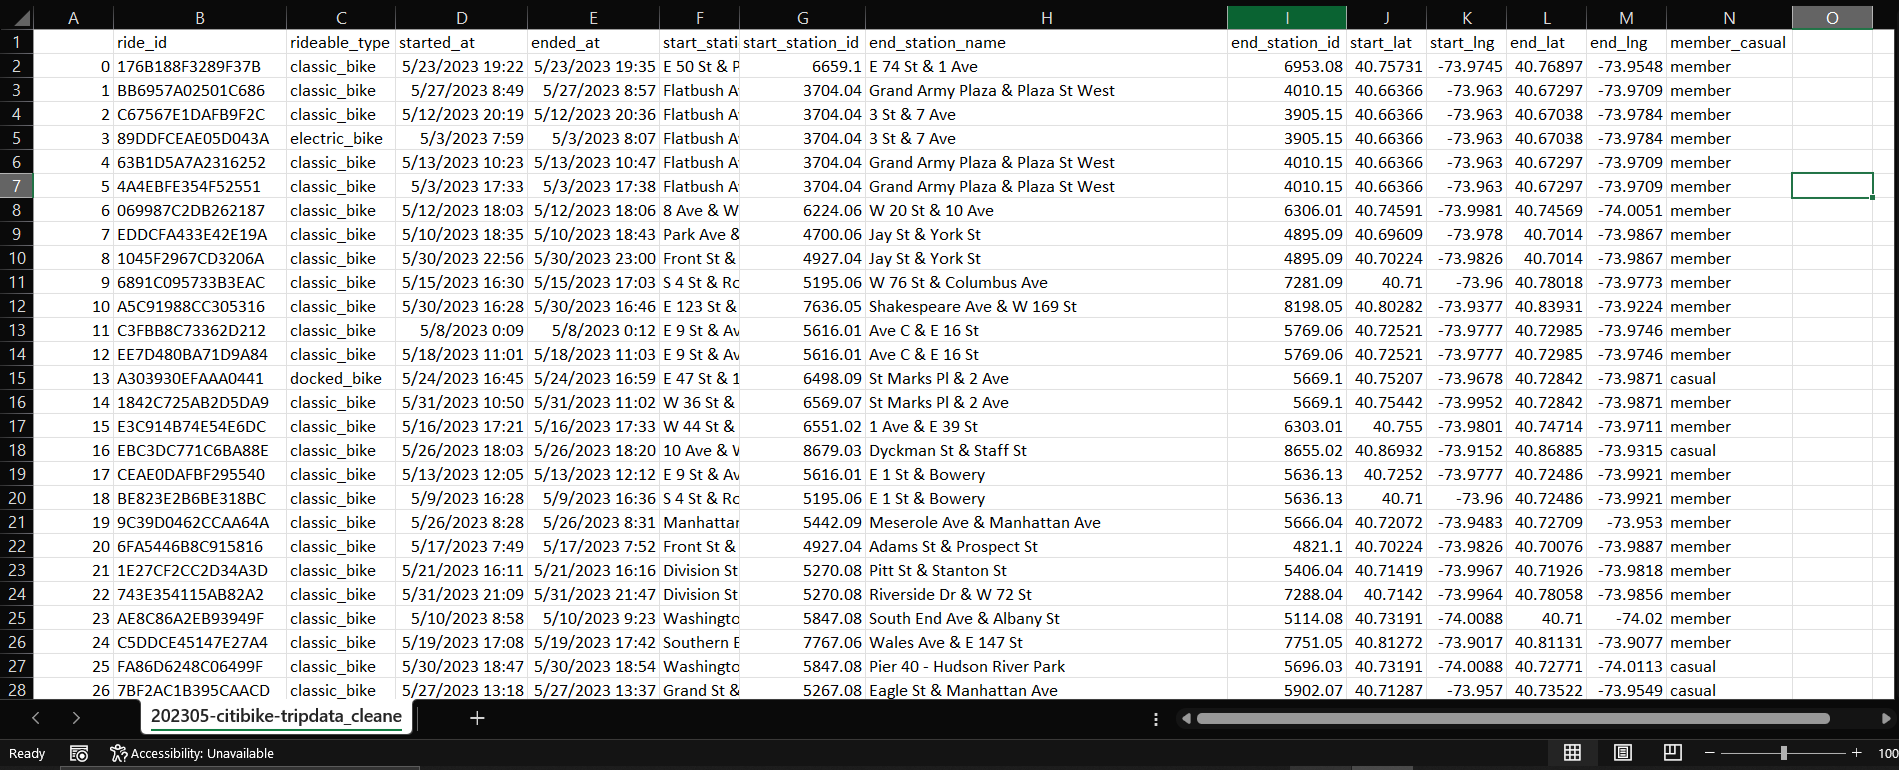 A B C D E F G H I J K L M N O
1 ride_id rideable_type started_at ended_at start_stati start_station_id end_station_name end_station_id start_lat start_lng end_lat end_lng member_casual
2 0 176B188F3289F37B classic_bike 5/23/2023 19:22 5/23/2023 19:35 E 50 St & P 6659.1 E 74 St & 1 Ave 6953.08 40.75731 -73.9745 40.76897 -73.9548 member
3 1 BB6957A02501C686 classic_bike 5/27/2023 8:49 5/27/2023 8:57 Flatbush A 3704.04 Grand Army Plaza & Plaza St West 4010.15 40.66366 -73.963 40.67297 -73.9709 member
4 2 C67567E1DAFB9F2C classic_bike 5/12/2023 20:19 5/12/2023 20:36 Flatbush A 3704.04 3 St & 7 Ave 3905.15 40.66366 -73.963 40.67038 -73.9784 member
5 3 89DDFCEAE05D043A electric_bike 5/3/2023 7:59 5/3/2023 8:07 Flatbush A 3704.04 3 St & 7 Ave 3905.15 40.66366 -73.963 40.67038 -73.9784 member
6 4 63B1D5A7A2316252 classic_bike 5/13/2023 10:23 5/13/2023 10:47 Flatbush A 3704.04 Grand Army Plaza & Plaza St West 4010.15 40.66366 -73.963 40.67297 -73.9709 member
7 5 4A4EBFE354F52551 classic_bike 5/3/2023 17:33 5/3/2023 17:38 Flatbush A 3704.04 Grand Army Plaza & Plaza St West 4010.15 40.66366 -73.963 40.67297 -73.9709 member
8 6 069987C2DB262187 classic_bike 5/12/2023 18:03 5/12/2023 18:06 8 Ave & W 6224.06 W 20 St & 10 Ave 6306.01 40.74591 -73.9981 40.74569 -74.0051 member
9 7 EDDCFA433E42E19A classic_bike 5/10/2023 18:35 5/10/2023 18:43 Park Ave & 4700.06 Jay St & York St 4895.09 40.69609 -73.978 40.7014 -73.9867 member
10 8 1045F2967CD3206A classic_bike 5/30/2023 22:56 5/30/2023 23:00 Front St & 4927.04 Jay St & York St 4895.09 40.70224 -73.9826 40.7014 -73.9867 member
11 9 6891C095733B3EAC classic_bike 5/15/2023 16:30 5/15/2023 17:03 S 4 St & Ro 5195.06 W 76 St & Columbus Ave 7281.09 40.71 -73.96 40.78018 -73.9773 member
12 10 A5C91988CC305316 classic_bike 5/30/2023 16:28 5/30/2023 16:46 E 123 St & 7636.05 Shakespeare Ave & W 169 St 8198.05 40.80282 -73.9377 40.83931 -73.9224 member
13 11 C3FBB8C73362D212 classic_bike 5/8/2023 0:09 5/8/2023 0:12 E 9 St & Av 5616.01 Ave C & E 16 St 5769.06 40.72521 -73.9777 40.72985 -73.9746 member
14 12 EE7D480BA71D9A84 classic_bike 5/18/2023 11:01 5/18/2023 11:03 E 9 St & Av 5616.01 Ave C & E 16 St 5769.06 40.72521 -73.9777 40.72985 -73.9746 member
15 13 A303930EFAAA0441 docked_bike 5/24/2023 16:45 5/24/2023 16:59 E 47 St & 1 6498.09 St Marks Pl & 2 Ave 5669.1 40.75207 -73.9678 40.72842 -73.9871 casual
16 14 1842C725AB2D5DA9 classic_bike 5/31/2023 10:50 5/31/2023 11:02 W 36 St & 6569.07 St Marks Pl & 2 Ave 5669.1 40.75442 -73.9952 40.72842 -73.9871 member
17 15 E3C914B74E54E6DC classic_bike 5/16/2023 17:21 5/16/2023 17:33 W 44 St & 6551.02 1 Ave & E 39 St 6303.01 40.755 -73.9801 40.74714 -73.9711 member
18 16 EBC3DC771C6BA88E classic_bike 5/26/2023 18:03 5/26/2023 18:20 10 Ave & W 8679.03 Dyckman St & Staff St 8655.02 40.86932 -73.9152 40.86885 -73.9315 casual
19 17 CEAE0DAFBF295540 classic_bike 5/13/2023 12:05 5/13/2023 12:12 E 9 St & Av 5616.01 E 1 St & Bowery 5636.13 40.7252 -73.9777 40.72486 -73.9921 member
20 18 BE823E2B6BE318BC classic_bike 5/9/2023 16:28 5/9/2023 16:36 S 4 St & Ro 5195.06 E 1 St & Bowery 5636.13 40.71 -73.96 40.72486 -73.9921 member
21 19 9C39D0462CCAA64A classic_bike 5/26/2023 8:28 5/26/2023 8:31 Manhattar 5442.09 Meserole Ave & Manhattan Ave 5666.04 40.72072 -73.9483 40.72709 -73.953 member
22 20 6FA5446B8C915816 classic_bike 5/17/2023 7:49 5/17/2023 7:52 Front St & 4927.04 Adams St & Prospect St 4821.1 40.70224 -73.9826 40.70076 -73.9887 member
23 21 1E27CF2CC2D34A3D classic_bike 5/21/2023 16:11 5/21/2023 16:16 Division St 5270.08 Pitt St & Stanton St 5406.04 40.71419 -73.9967 40.71926 -73.9818 member
24 22 743E354115AB82A2 classic_bike 5/31/2023 21:09 5/31/2023 21:47 Division St 5270.08 Riverside Dr & W 72 St 7288.04 40.7142 -73.9964 40.78058 -73.9856 member
25 23 AE8C86A2EB93949F classic_bike 5/10/2023 8:58 5/10/2023 9:23 Washingto 5847.08 South End Ave & Albany St 5114.08 40.73191 -74.0088 40.71 -74.02 member
26 24 C5DDCE45147E27A4 classic_bike 5/19/2023 17:08 5/19/2023 17:42 Southern E 7767.06 Wales Ave & E 147 St 7751.05 40.81272 -73.9017 40.81131 -73.9077 member
27 25 FA86D6248C06499F classic_bike 5/30/2023 18:47 5/30/2023 18:54 Washingto 5847.08 Pier 40 - Hudson River Park 5696.03 40.73191 -74.0088 40.72771 -74.0113 casual
28 26 7BF2AC1B395CAACD classic_bike 5/27/2023 13:18 5/27/2023 13:37 Grand St & 5267.08 Eagle St & Manhattan Ave 5902.07 40.71287 -73.957 40.73522 -73.9549 casual
202305-citibike-tripdata_cleane
Ready Accessibility: Unavailable 100